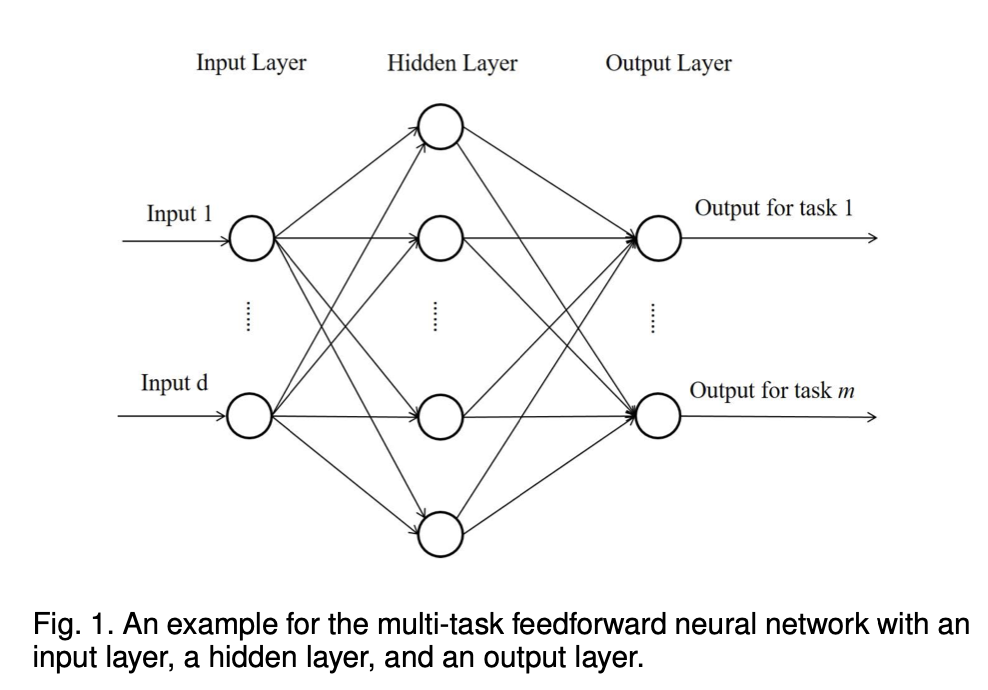 Input Layer
Hidden Layer
Output Layer
Input 1
Output for task 1
Input d
Output for task m
Fig. 1. An example for the multi-task feedforward neural network with an
input layer, a hidden layer, and an output layer.